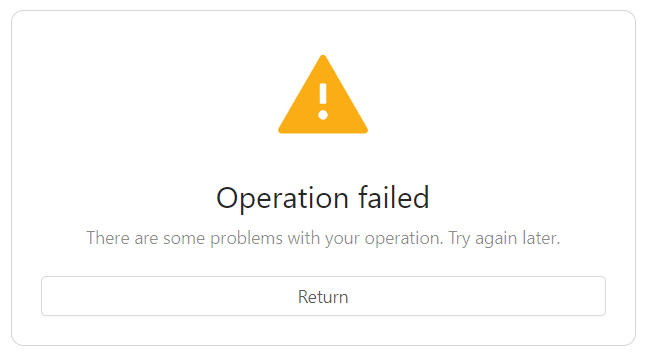 Operation failed
There are some problems with your operation. Try again later.
Return